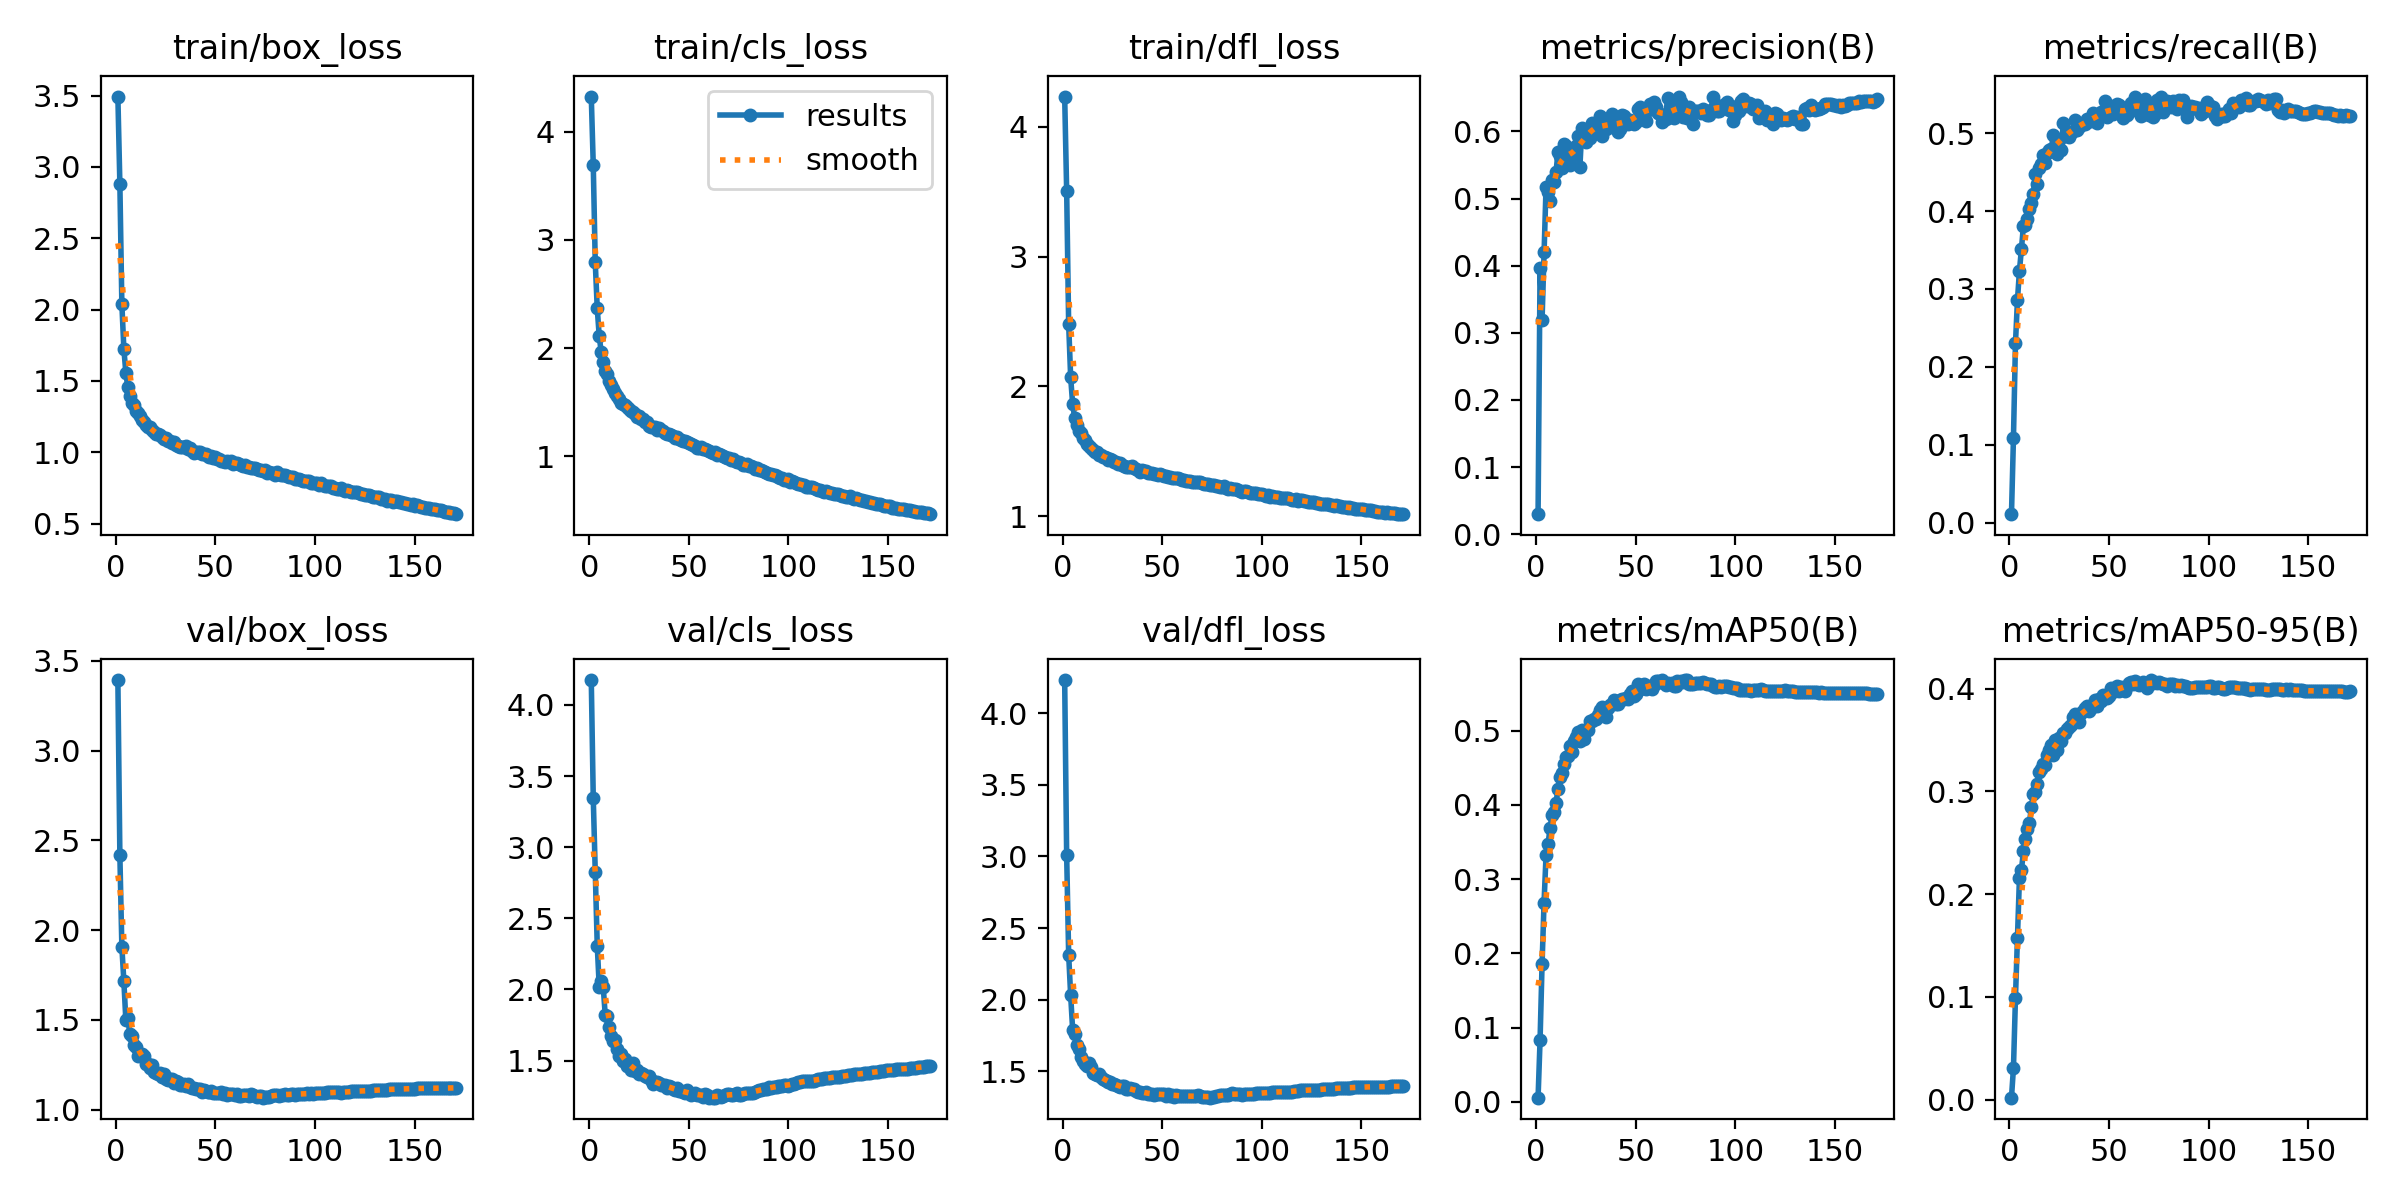 train/box_loss
3.5
3.0
2.5
2.0
1.5
1.0
0.5
0 50 100 150
train/cls_loss
results
smooth
4
3
2
1
0 50 100 150
train/dfl_loss
4
3
2
1
0 50 100 150
metrics/precision(B)
0.6
0.5
0.4
0.3
0.2
0.1
0.0
0 50 100 150
metrics/recall(B)
0.5
0.4
0.3
0.2
0.1
0.0
0 50 100 150
val/box_loss
3.5
3.0
2.5
2.0
1.5
1.0
0 50 100 150
val/cls_loss
4.0
3.5
3.0
2.5
2.0
1.5
0 50 100 150
val/dfl_loss
4.0
3.5
3.0
2.5
2.0
1.5
0 50 100 150
metrics/mAP50(B)
0.5
0.4
0.3
0.2
0.1
0.0
0 50 100 150
metrics/mAP50-95(B)
0.4
0.3
0.2
0.1
0.0
0 50 100 150